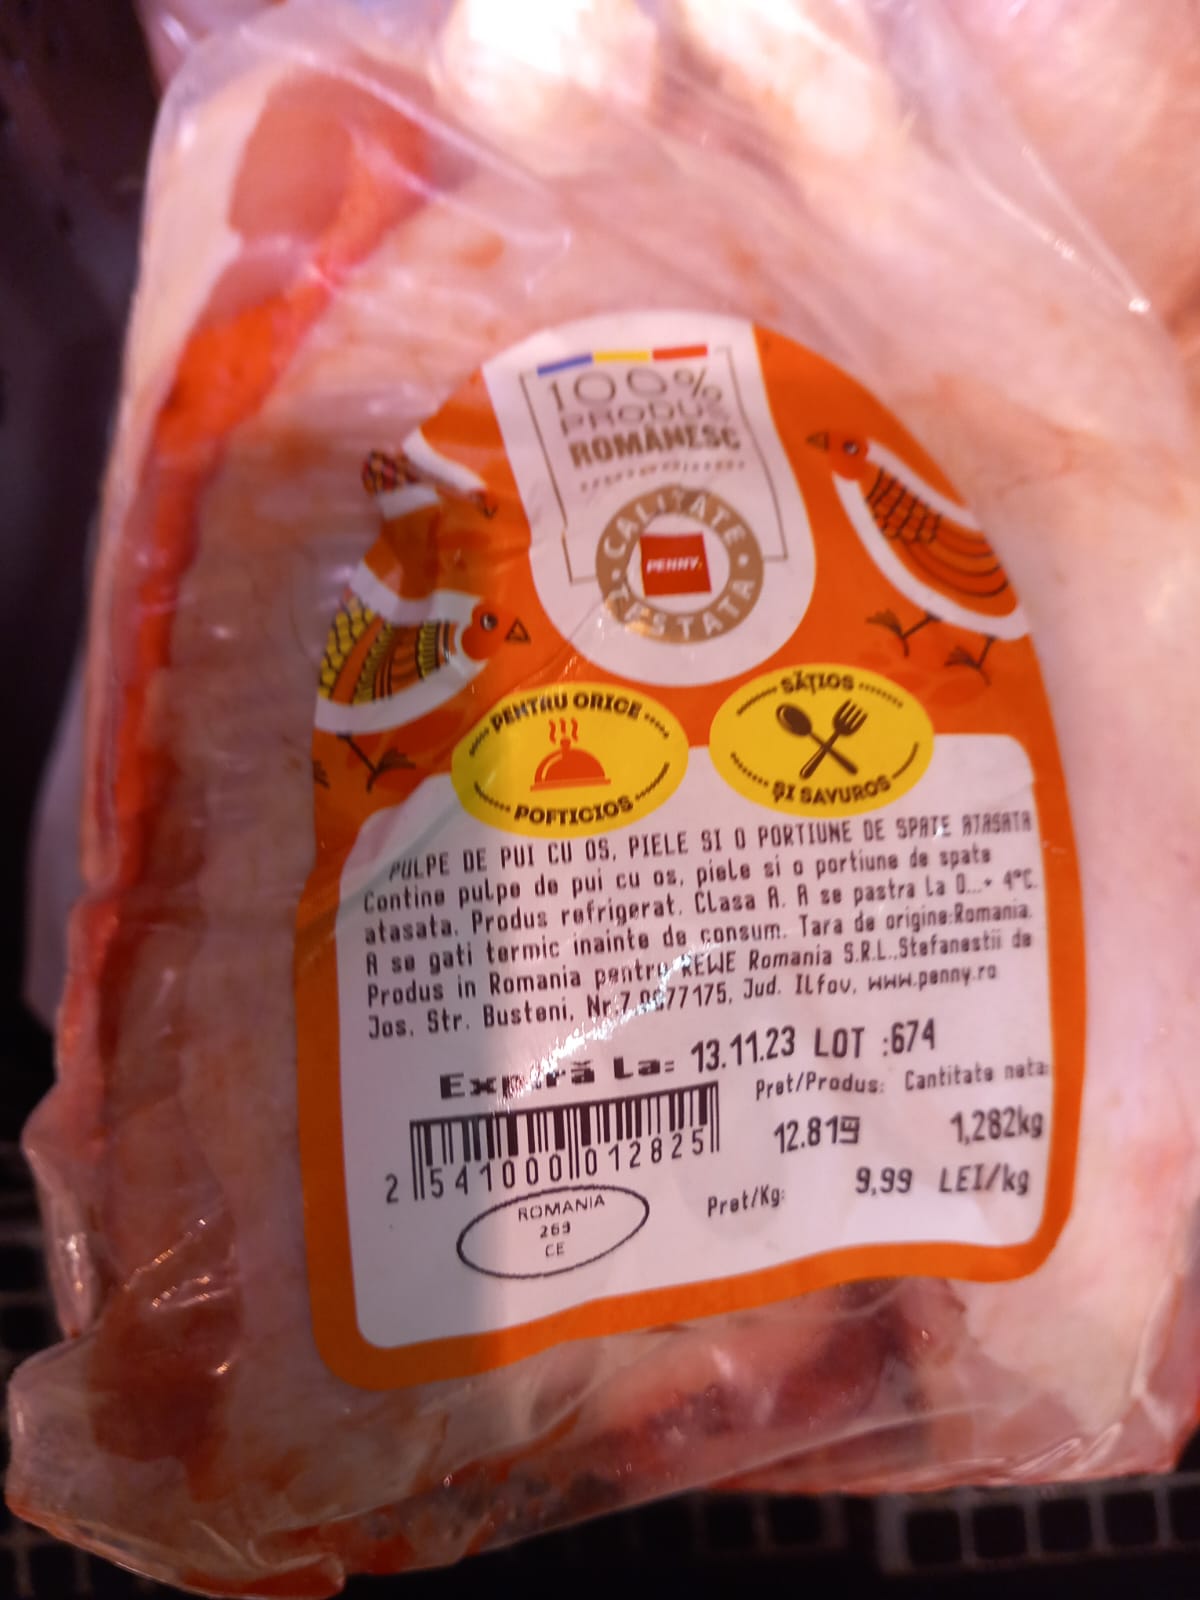 100%
PRODUS
ROMÂNESC
CALITATE
PENNY.
TESTATA
PENTRU ORICE
POFTICIOS
SĂȚIOS
ȘI SAVUROS
PULPE DE PUI CU OS, PIELE SI O PORTIUNE DE SPATE ATASATA
Contine pulpe de pui cu os, piele si o portiune de spate
atasata. Produs refrigerat. Clasa A. A se pastra la 0...+ 4°C.
A se gati termic inainte de consum. Tara de origine:Romania.
Produs in Romania pentru REWE Romania S.R.L.,Stefanestii de
Jos, Str. Busteni, Nr.7, 077175, Jud. Ilfov, www.penny.ro
Expiră La: 13.11.23 LOT :674
Pret/Produs: Cantitate neta:
12.81 1,282kg
2 541000 012825
Pret/Kg: 9,99 LEI/kg
ROMANIA
269
CE